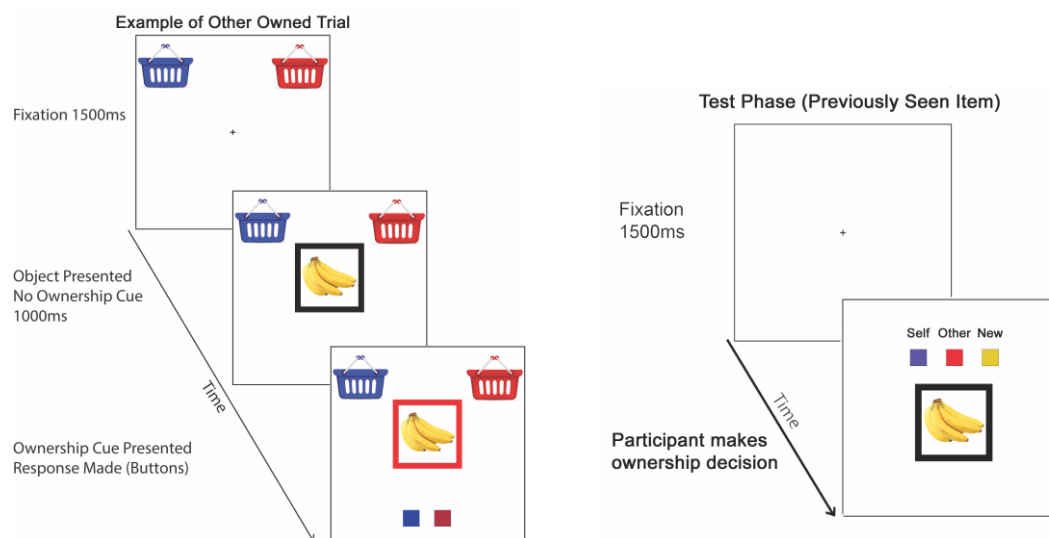 Example of Other Owned Trial
Fixation 1500ms
Object Presented
No Ownership Cue
1000ms
Time
Ownership Cue Presented
Response Made (Buttons)
Test Phase (Previously Seen Item)
Fixation
1500ms
Self Other New
Time
Participant makes
ownership decision